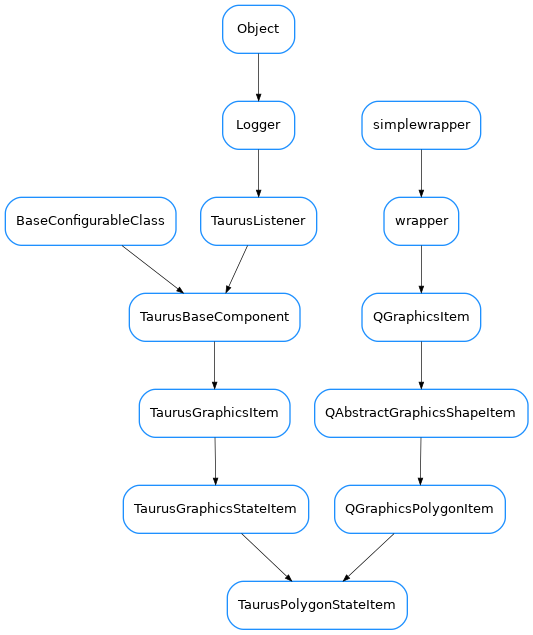 Object
Logger
simplewrapper
BaseConfigurableClass
TaurusListener
wrapper
TaurusBaseComponent
QGraphicsItem
TaurusGraphicsItem
QAbstractGraphicsShapeItem
TaurusGraphicsStateItem
QGraphicsPolygonItem
TaurusPolygonStateItem